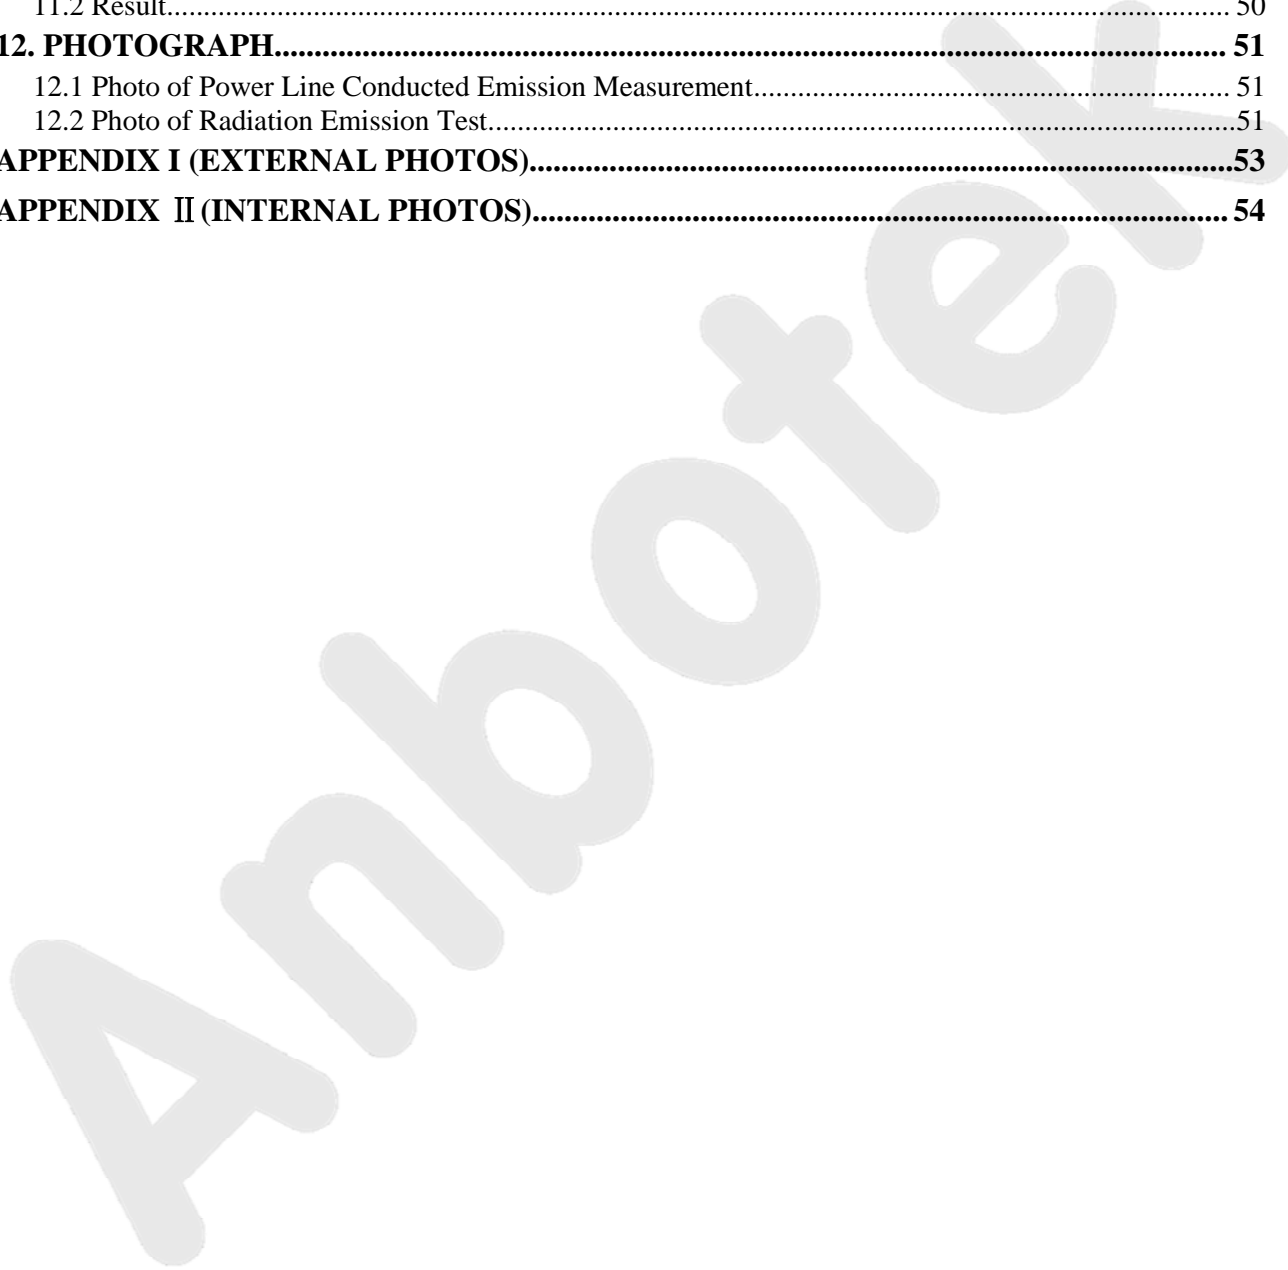 11.2 Result........................................................................................................................................ 50
12. PHOTOGRAPH.................................................................................................................... 51
12.1 Photo of Power Line Conducted Emission Measurement............................................................ 51
12.2 Photo of Radiation Emission Test...............................................................................................51
APPENDIX I (EXTERNAL PHOTOS)......................................................................................53
APPENDIX Ⅱ (INTERNAL PHOTOS)..................................................................................... 54
Anbotek